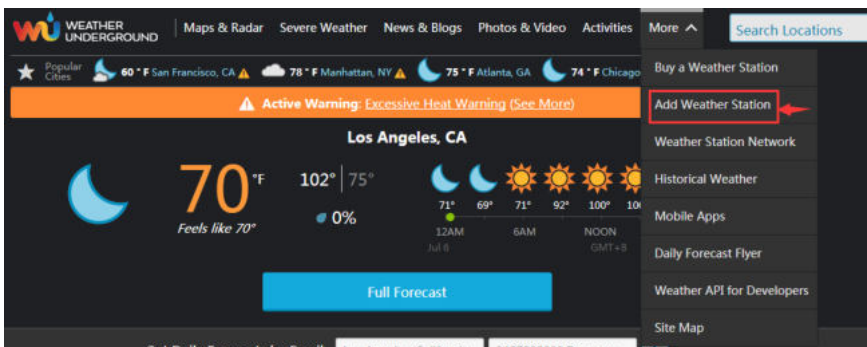 WEATHER UNDERGROUND
Maps & Radar Severe Weather News & Blogs Photos & Video Activities More Search Locations
Popular Cities 60 ° F San Francisco, CA 78 ° F Manhattan, NY 75 ° F Atlanta, GA 74 ° F Chicago
Buy a Weather Station
Add Weather Station
Weather Station Network
Historical Weather
Mobile Apps
Daily Forecast Flyer
Weather API for Developers
Site Map
Active Warning: Excessive Heat Warning (See More)
Los Angeles, CA
70 °F
Feels like 70°
102° | 75°
0%
71° 69° 71° 92° 100°
12AM 6AM NOON
Jul 6 GMT+8
Full Forecast